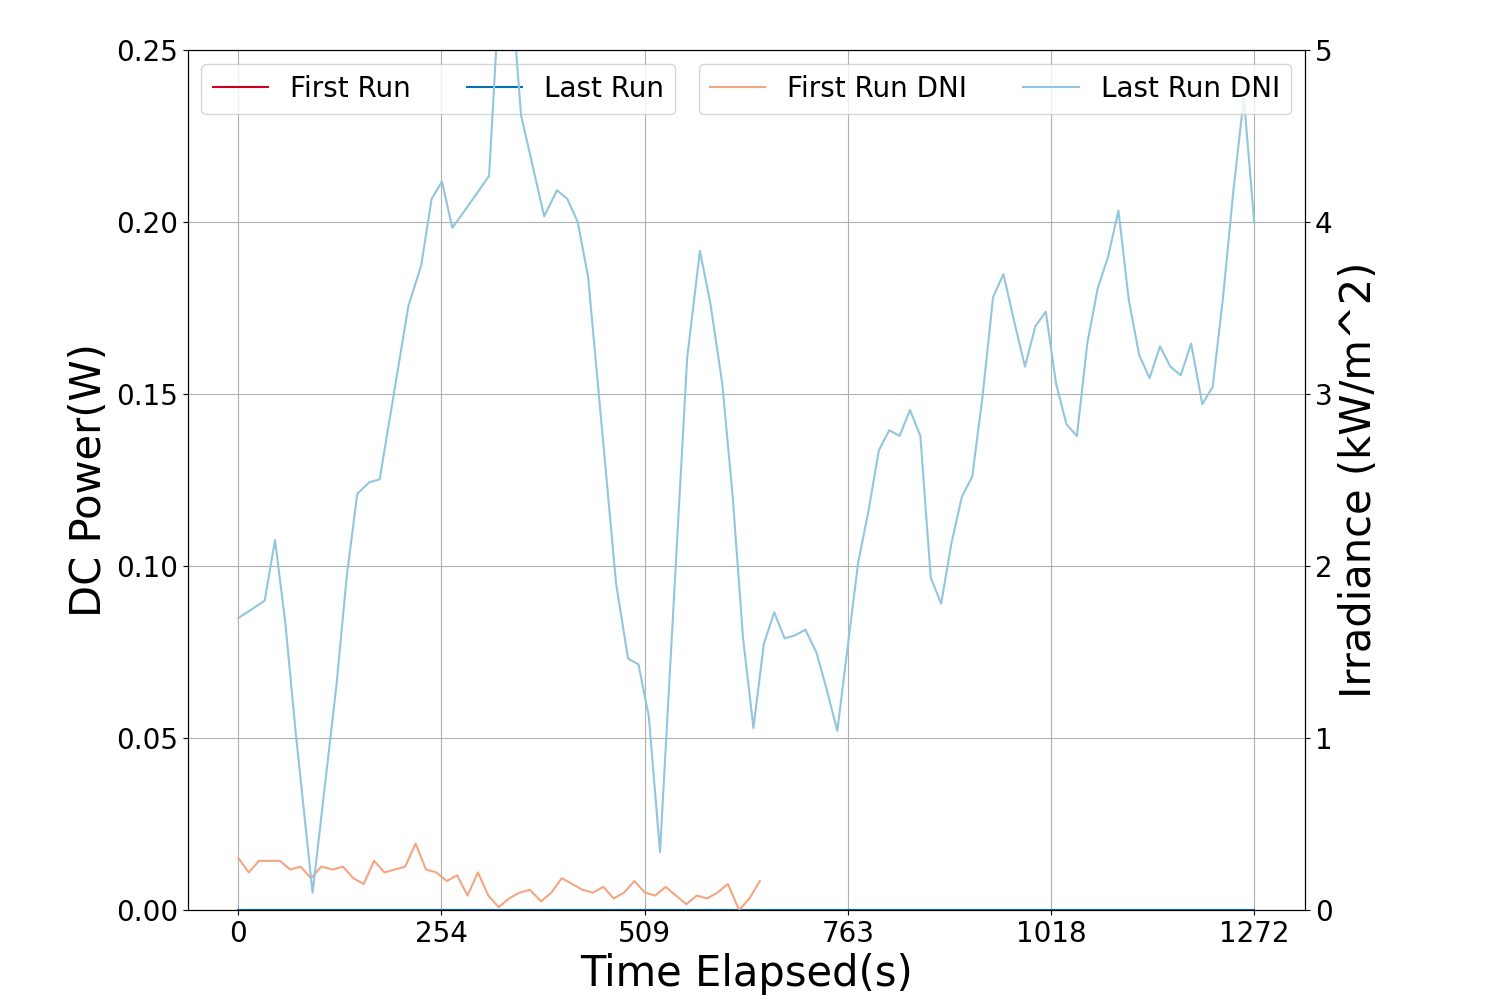 First Run
Last Run
First Run DNI
Last Run DNI
0.25
0.20
0.15
0.10
0.05
0.00
DC Power(W)
5
4
3
2
1
0
Irradiance (kW/m^2)
0
254
509
763
1018
1272
Time Elapsed(s)